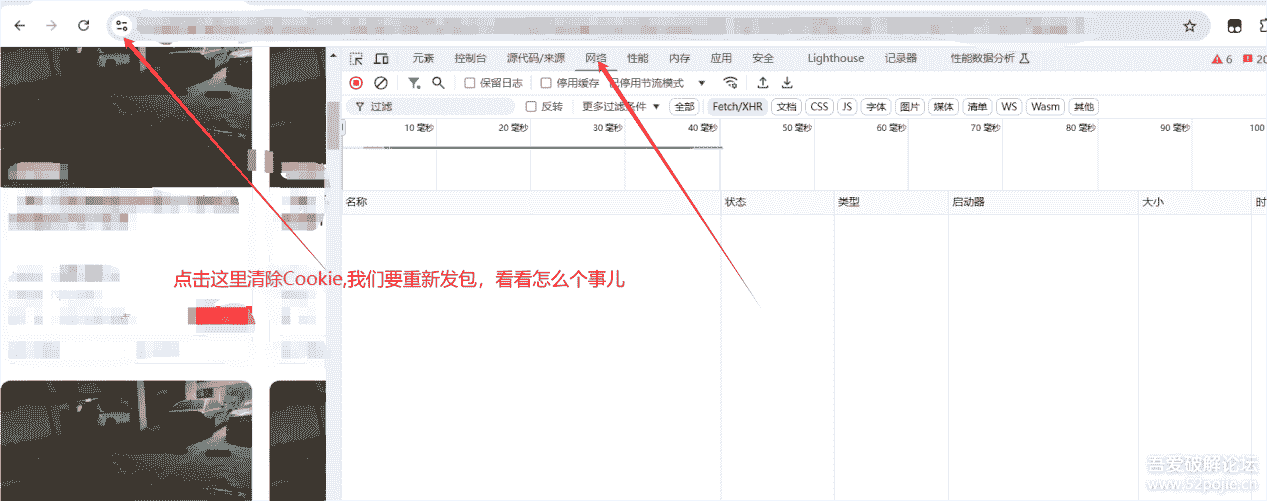 元素 控制台 源代码/来源 网络 性能 内存 应用 安全 Lighthouse 记录器 性能数据分析 6 20
保留日志 停用缓存 已停用节流模式
过滤 反转 更多过滤条件 全部 Fetch/XHR 文档 CSS JS 字体 图片 媒体 清单 WS Wasm 其他
10 毫秒 20 毫秒 30 毫秒 40 毫秒 50 毫秒 60 毫秒 70 毫秒 80 毫秒 90 毫秒 100
名称 状态 类型 启动器 大小 时
点击这里清除Cookie,我们要重新发包，看看怎么个事儿
吾爱破解论坛
www.52pojie.cn